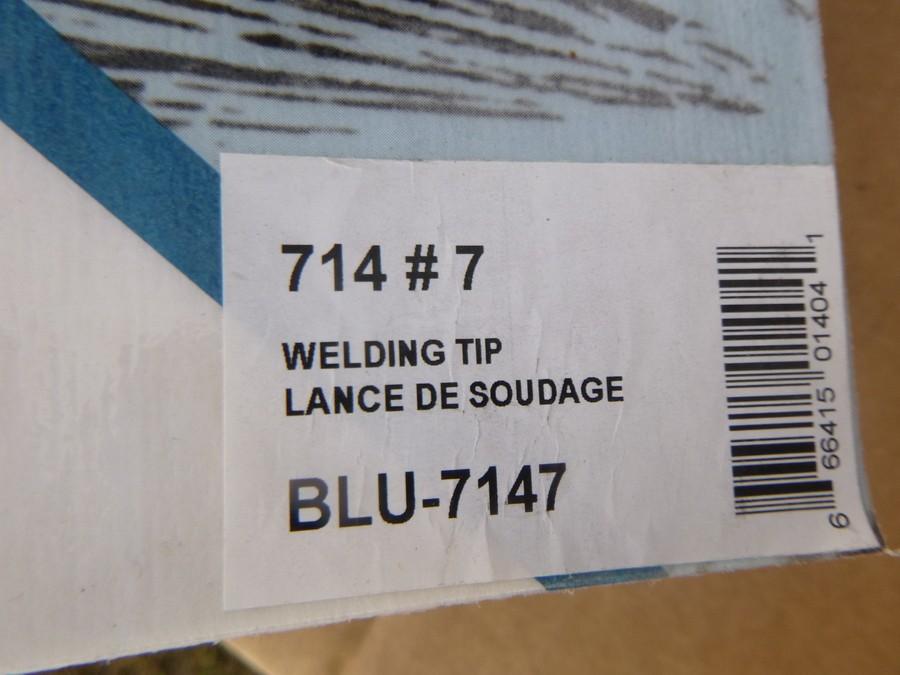 714 # 7
WELDING TIP
LANCE DE SOUDAGE
BLU-7147
6 66415 01404 1